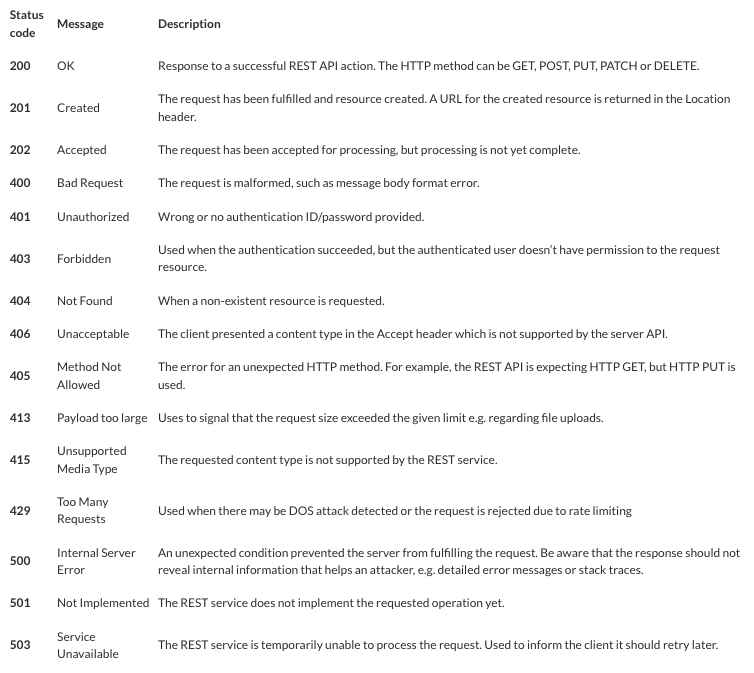 Status code Message Description
200 OK Response to a successful REST API action. The HTTP method can be GET, POST, PUT, PATCH or DELETE.
201 Created The request has been fulfilled and resource created. A URL for the created resource is returned in the Location
header.
202 Accepted The request has been accepted for processing, but processing is not yet complete.
400 Bad Request The request is malformed, such as message body format error.
401 Unauthorized Wrong or no authentication ID/password provided.
403 Forbidden Used when the authentication succeeded, but the authenticated user doesn't have permission to the request
resource.
404 Not Found When a non-existent resource is requested.
406 Unacceptable The client presented a content type in the Accept header which is not supported by the server API.
405 Method Not Allowed The error for an unexpected HTTP method. For example, the REST API is expecting HTTP GET, but HTTP PUT is
used.
413 Payload too large Uses to signal that the request size exceeded the given limit e.g. regarding file uploads.
415 Unsupported Media Type The requested content type is not supported by the REST service.
429 Too Many Requests Used when there may be DOS attack detected or the request is rejected due to rate limiting
500 Internal Server Error An unexpected condition prevented the server from fulfilling the request. Be aware that the response should not
reveal internal information that helps an attacker, e.g. detailed error messages or stack traces.
501 Not Implemented The REST service does not implement the requested operation yet.
503 Service Unavailable The REST service is temporarily unable to process the request. Used to inform the client it should retry later.